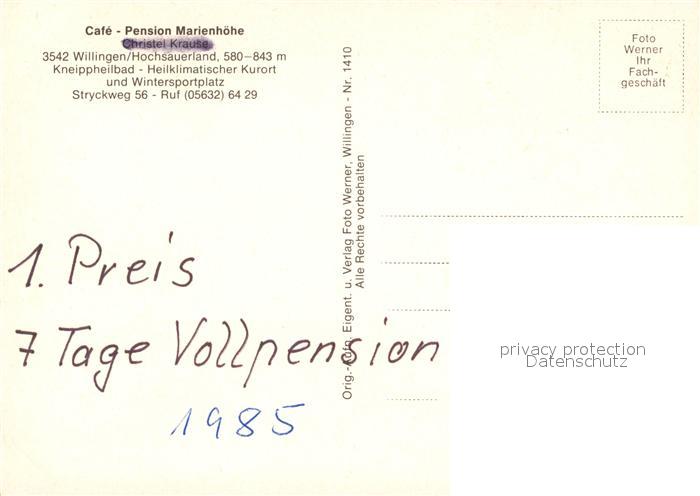 Café - Pension Marienhöhe
Christel Krause
3542 Willingen/Hochsauerland, 580–843 m
Kneippheilbad - Heilklimatischer Kurort
und Wintersportplatz
Stryckweg 56 - Ruf (05632) 64 29
1. Preis
7 Tage Vollpension
1985
Orig.-Aufn. Eigent. u. Verlag Foto Werner, Willingen - Nr. 1410
Alle Rechte vorbehalten
Foto
Werner
Ihr
Fach-
geschäft
privacy protection
Datenschutz